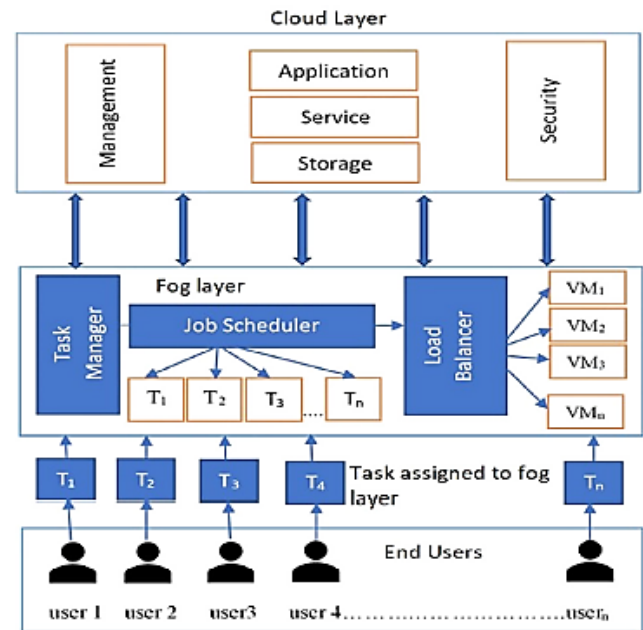 Cloud Layer
Management
Application
Service
Storage
Security
Fog layer
Task
Manager
Job Scheduler
T1
T2
T3
....
Tn
Load
Balancer
VM1
VM2
VM3
VMn
T1
T2
T3
T4
Task assigned to fog
layer
Tn
End Users
user 1 user 2 user3 user 4………………………….usern